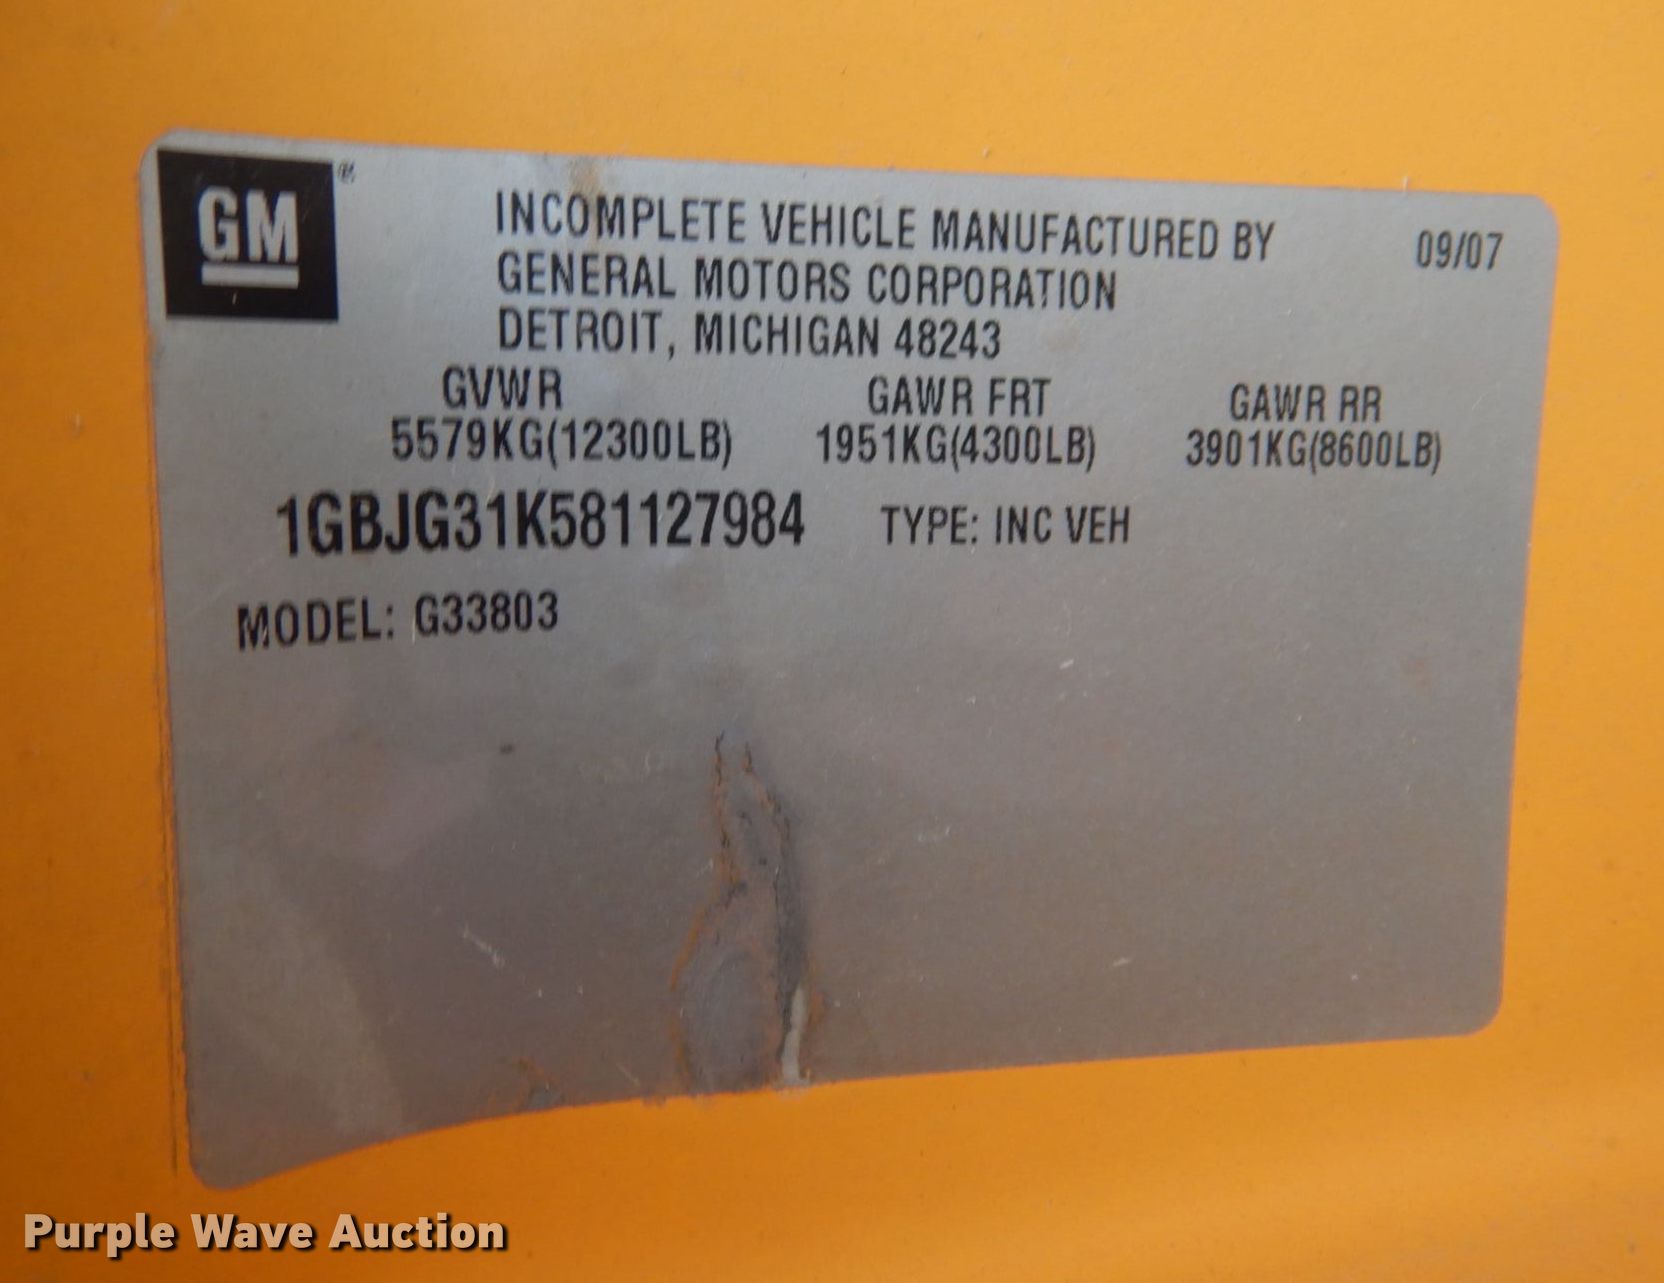 GM®
INCOMPLETE VEHICLE MANUFACTURED BY 09/07
GENERAL MOTORS CORPORATION
DETROIT, MICHIGAN 48243
GVWR GAWR FRT GAWR RR
5579KG(12300LB) 1951KG(4300LB) 3901KG(8600LB)
1GBJG31K581127984 TYPE: INC VEH
MODEL: G33803
Purple Wave Auction